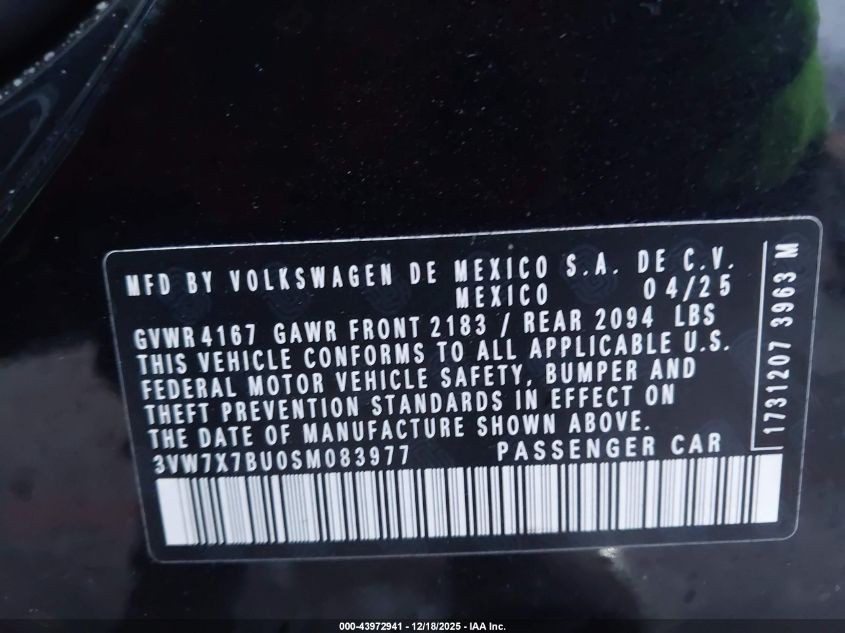 MFD BY VOLKSWAGEN DE MEXICO S.A. DE C.V.
MEXICO 04/25
GVWR 4167 GAWR FRONT 2183 / REAR 2094 LBS
THIS VEHICLE CONFORMS TO ALL APPLICABLE U.S.
FEDERAL MOTOR VEHICLE SAFETY, BUMPER AND
THEFT PREVENTION STANDARDS IN EFFECT ON
THE DATE OF MANUFACTURE SHOWN ABOVE.
3VW7X7BU0SM083977 PASSENGER CAR
1731207 3963 M
000-43972941 / 12/18/2025 - IAA Inc.